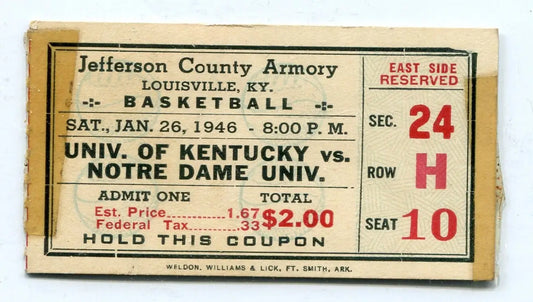 Jefferson County Armory
LOUISVILLE, KY.
-:- BASKETBALL -:-
SAT., JAN. 26, 1946 - 8:00 P. M.
UNIV. OF KENTUCKY vs.
NOTRE DAME UNIV.
ADMIT ONE TOTAL
Est. Price 1.67 $2.00
Federal Tax .33
HOLD THIS COUPON
EAST SIDE
RESERVED
SEC. 24
ROW H
SEAT 10
WELDON, WILLIAMS & LICK, FT. SMITH, ARK.